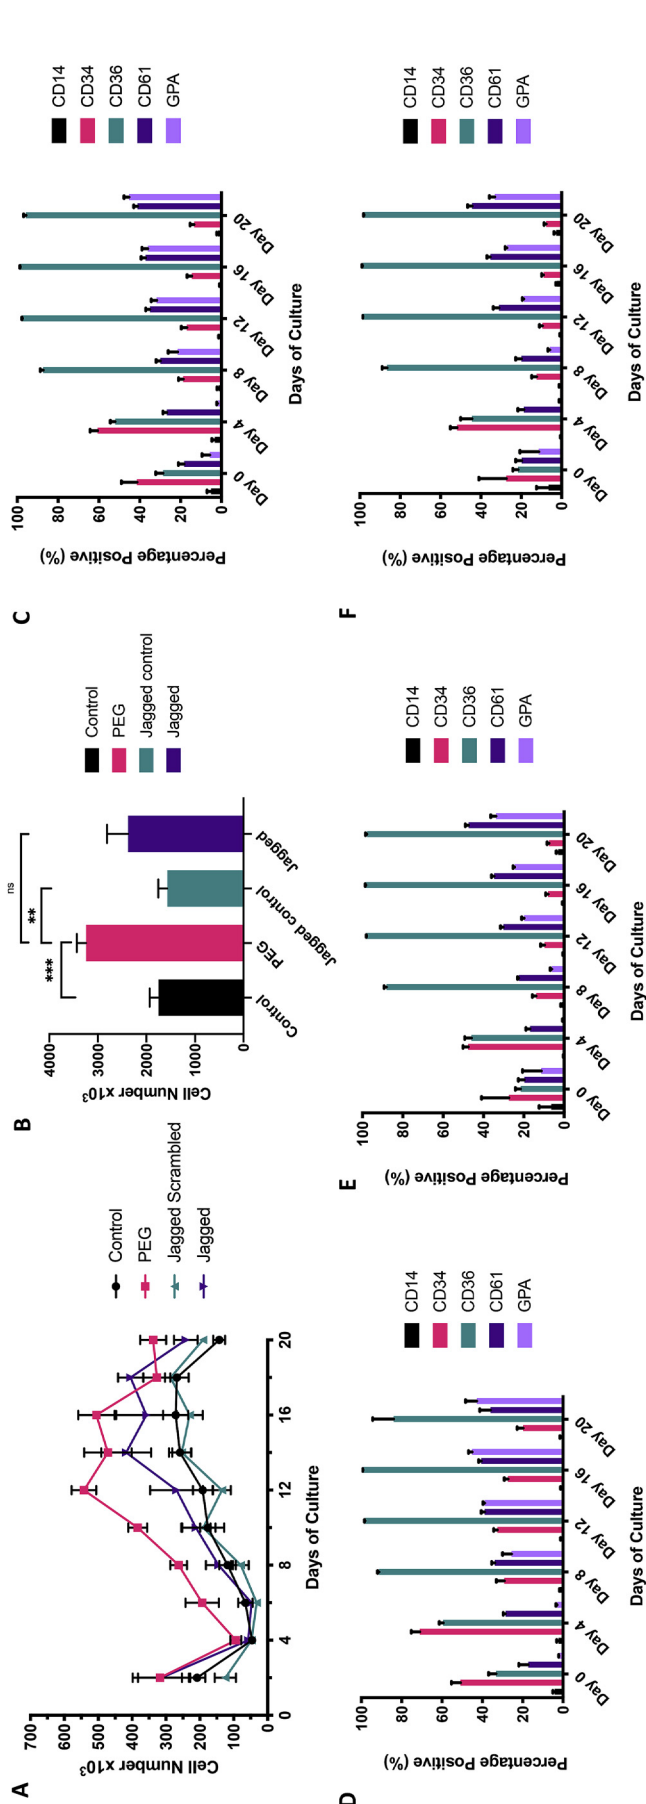 A
700
600
500
400
300
200
100
0
Cell Number x10³
0
4
8
12
16
20
Days of Culture
Control
PEG
Jagged Scrambled
Jagged
B
4000
3000
2000
1000
0
Cell Number x10³
***
**
ns
Control
PEG
Jagged control
Jagged
Control
PEG
Jagged control
Jagged
C
100
80
60
40
20
0
Percentage Positive (%)
Day 0
Day 4
Day 8
Day 12
Day 16
Day 20
Days of Culture
CD14
CD34
CD36
CD61
GPA
D
100
80
60
40
20
0
Percentage Positive (%)
Day 0
Day 4
Day 8
Day 12
Day 16
Day 20
Days of Culture
CD14
CD34
CD36
CD61
GPA
E
100
80
60
40
20
0
Percentage Positive (%)
Day 0
Day 4
Day 8
Day 12
Day 16
Day 20
Days of Culture
CD14
CD34
CD36
CD61
GPA
F
100
80
60
40
20
0
Percentage Positive (%)
Day 0
Day 4
Day 8
Day 12
Day 16
Day 20
Days of Culture
CD14
CD34
CD36
CD61
GPA